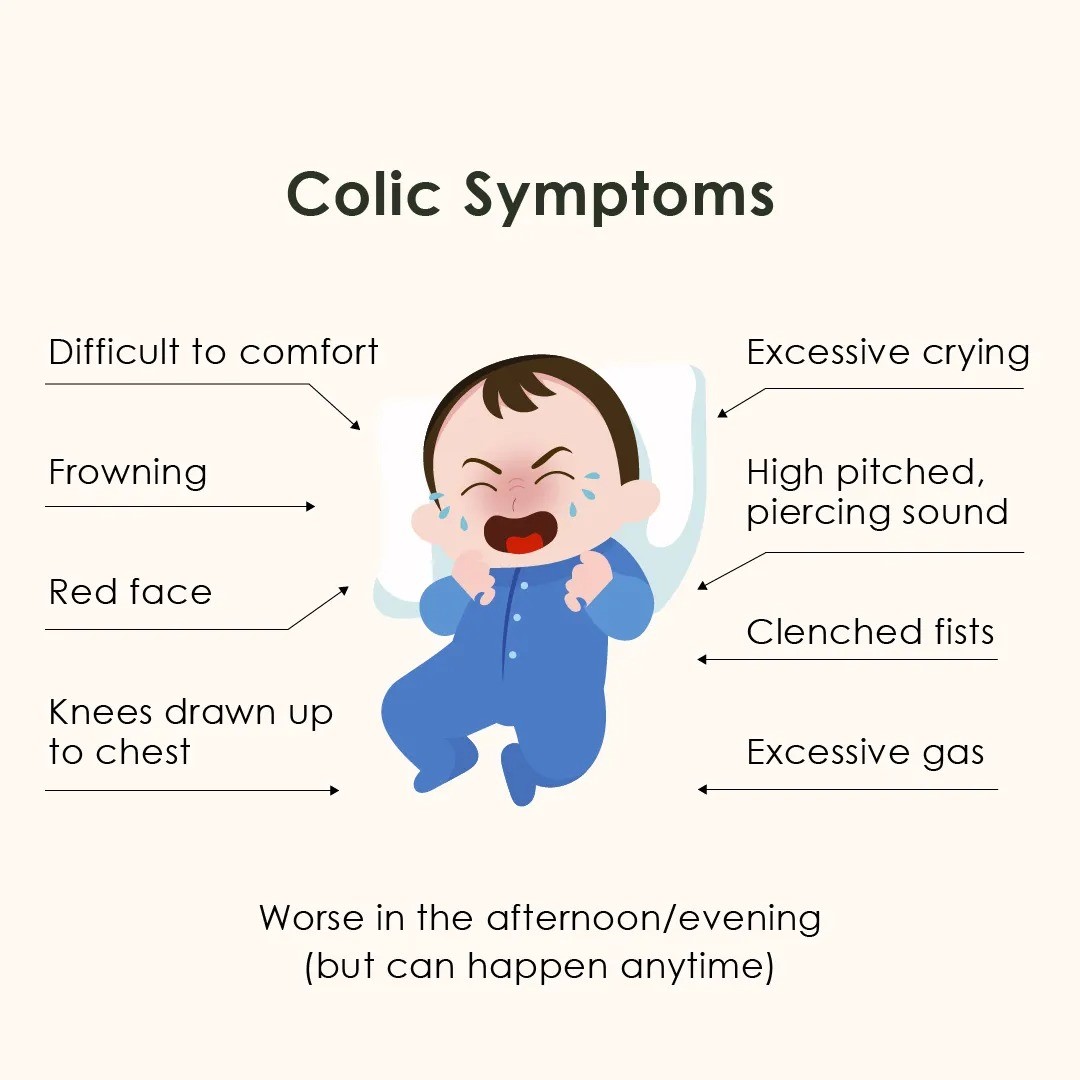 Colic Symptoms
Difficult to comfort
Frowning
Red face
Knees drawn up
to chest
Excessive crying
High pitched,
piercing sound
Clenched fists
Excessive gas
Worse in the afternoon/evening
(but can happen anytime)